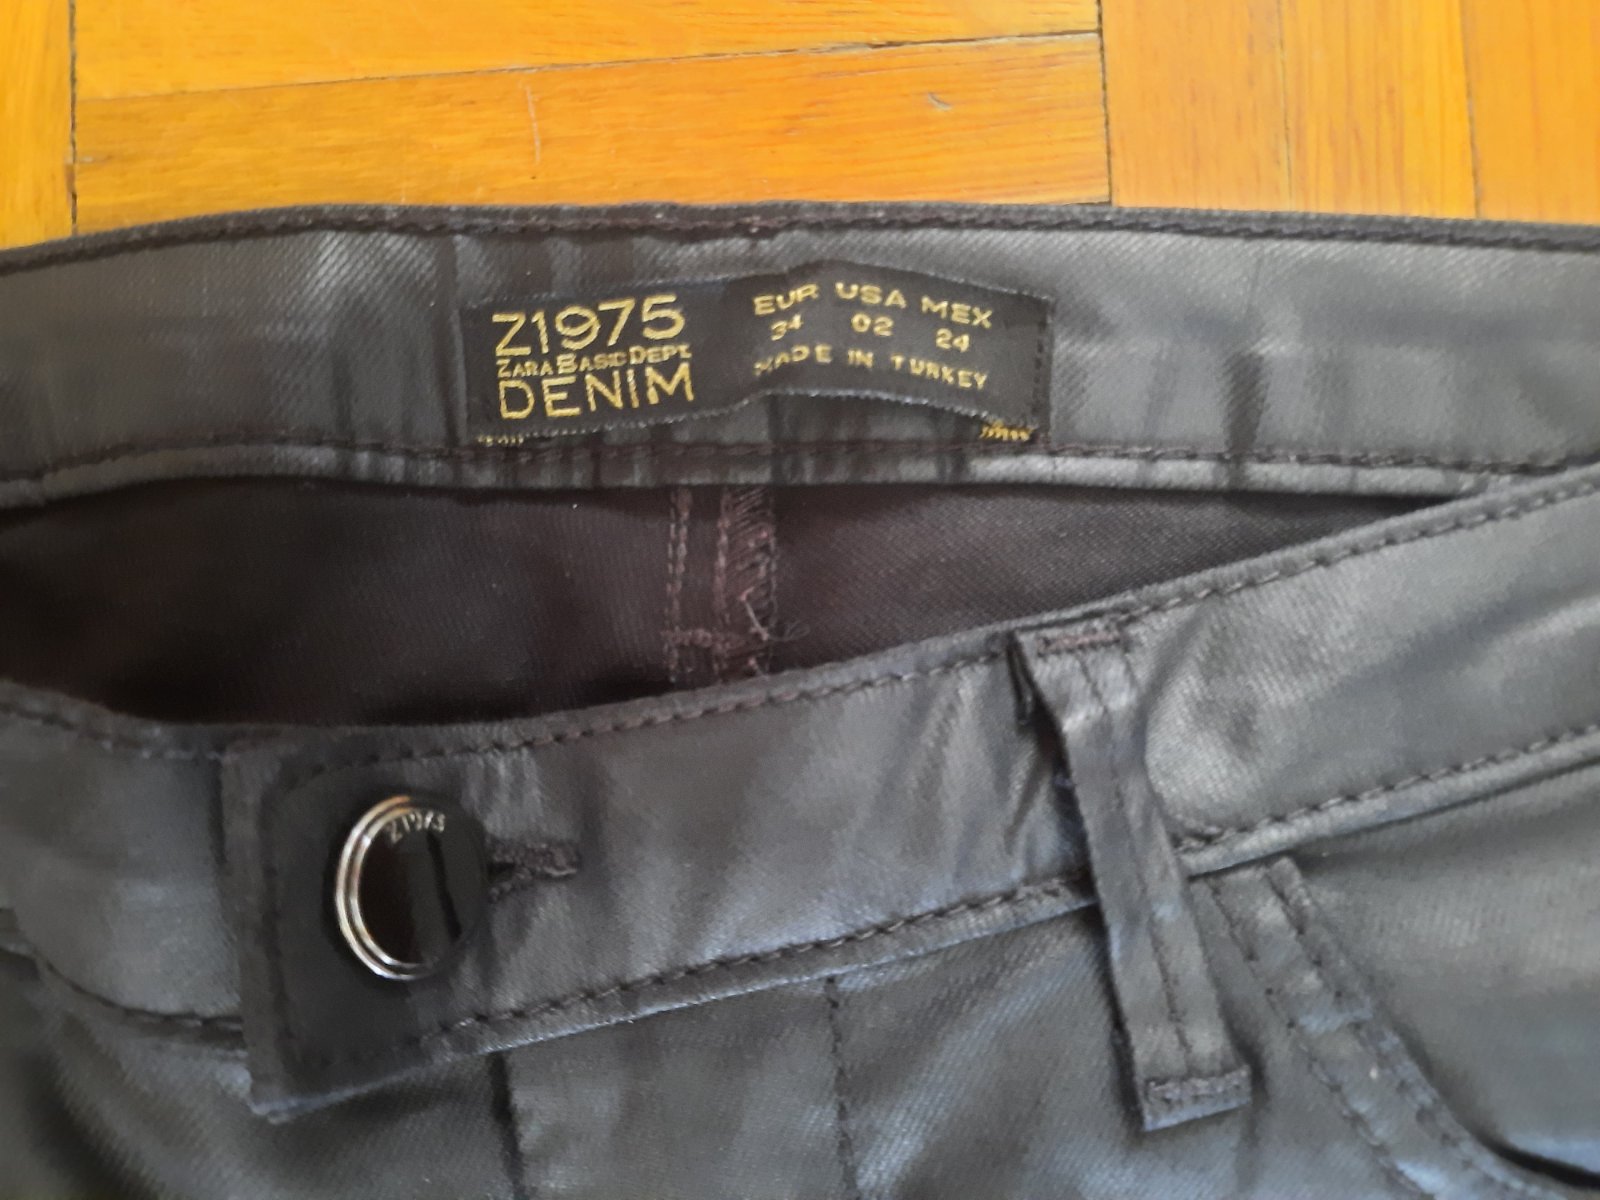 Z1975
ZARA BASIC DEPT.
DENIM
EUR USA MEX
34 02 24
MADE IN TURKEY
Z1975